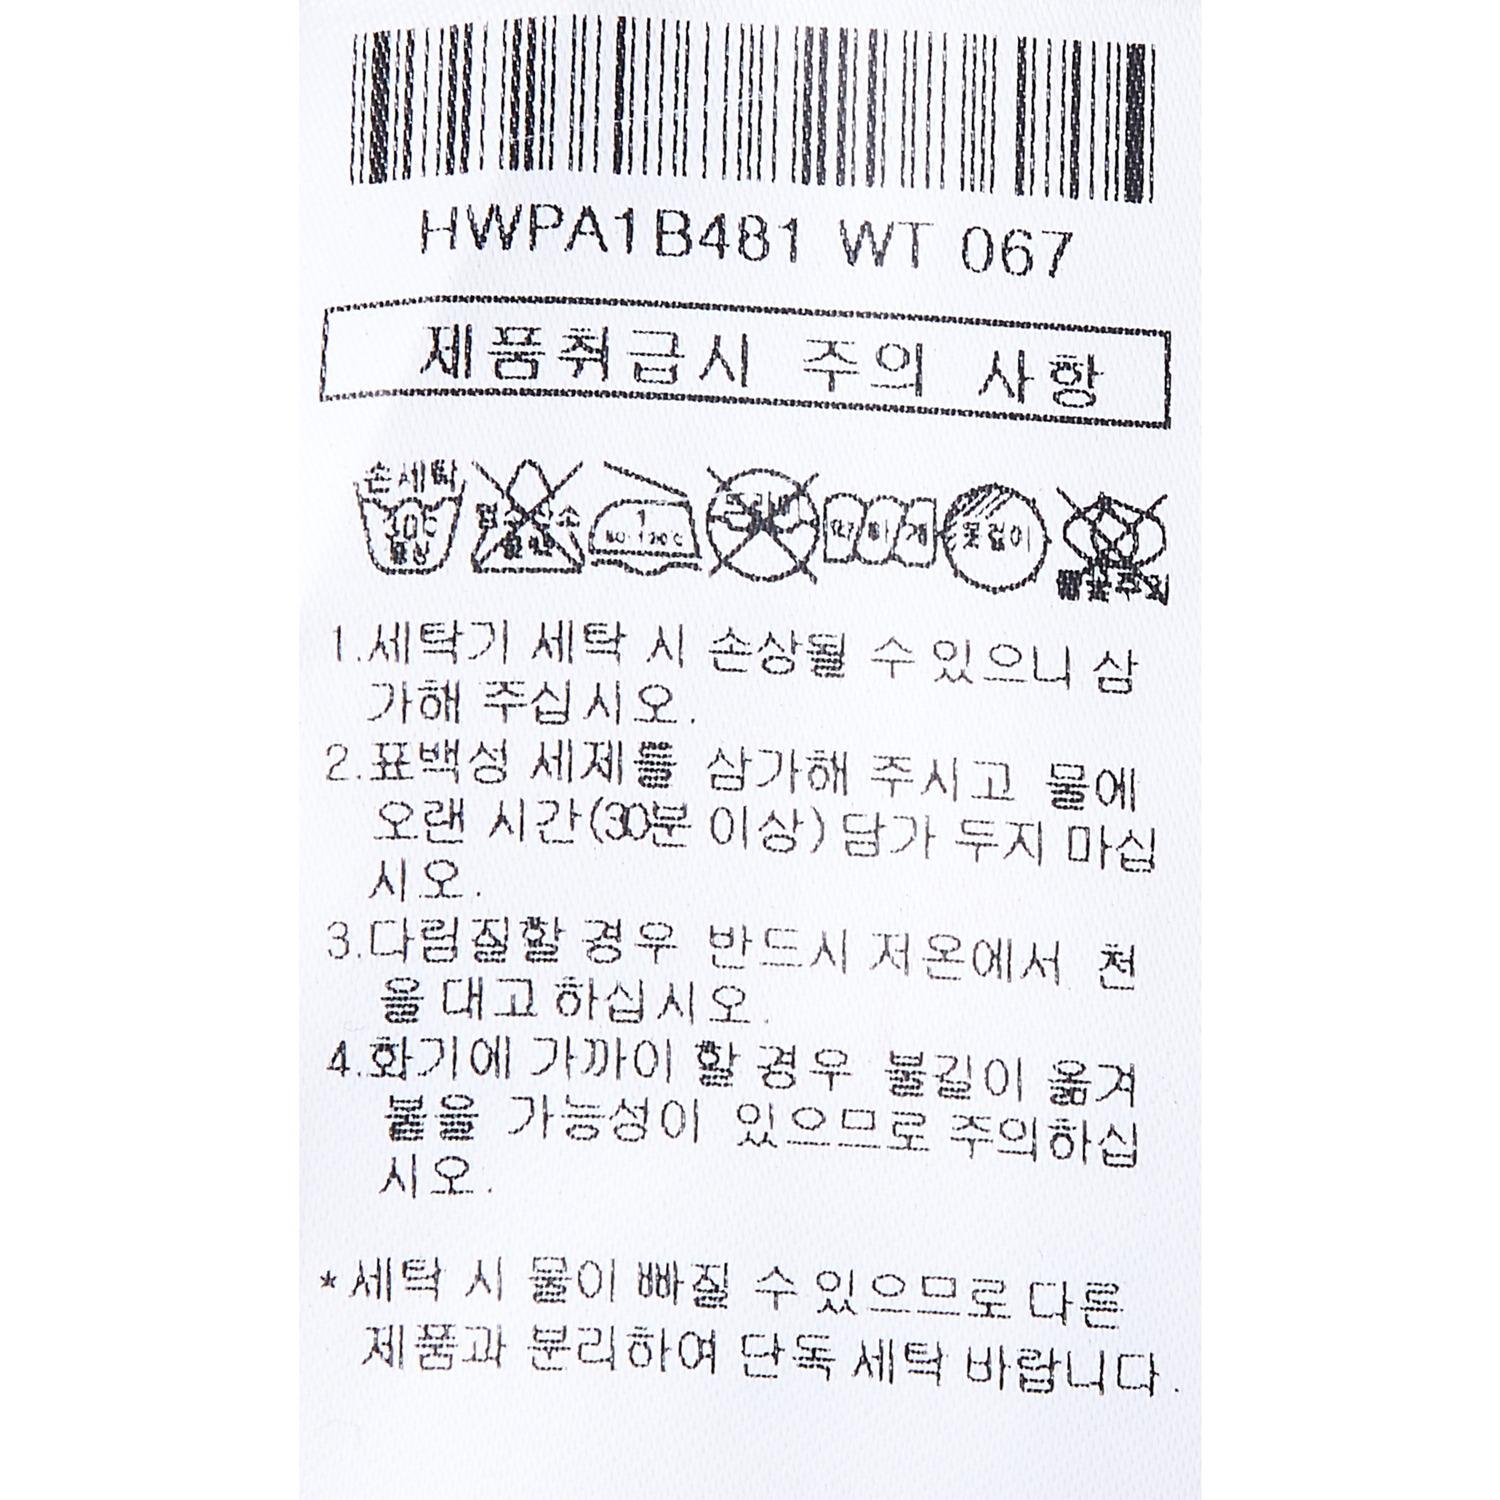 HWPA1B481 WT 067
제품취급시 주의 사항
손세탁
약하게
뭇걸이
1.세탁기 세탁 시 손상될 수 있으니 삼
가해 주십시오.
2.표백성 세제를 삼가해 주시고 물에
오랜 시간(30분 이상) 담가 두지 마십
시오.
3.다림질할 경우 반드시 저온에서 천
을 대고 하십시오.
4.화기에 가까이 할 경우 불길이 옮겨
붙을 가능성이 있으므로 주의하십
시오.
*세탁 시 물이 빠질 수 있으므로 다른
제품과 분리하여 단독 세탁 바랍니다.